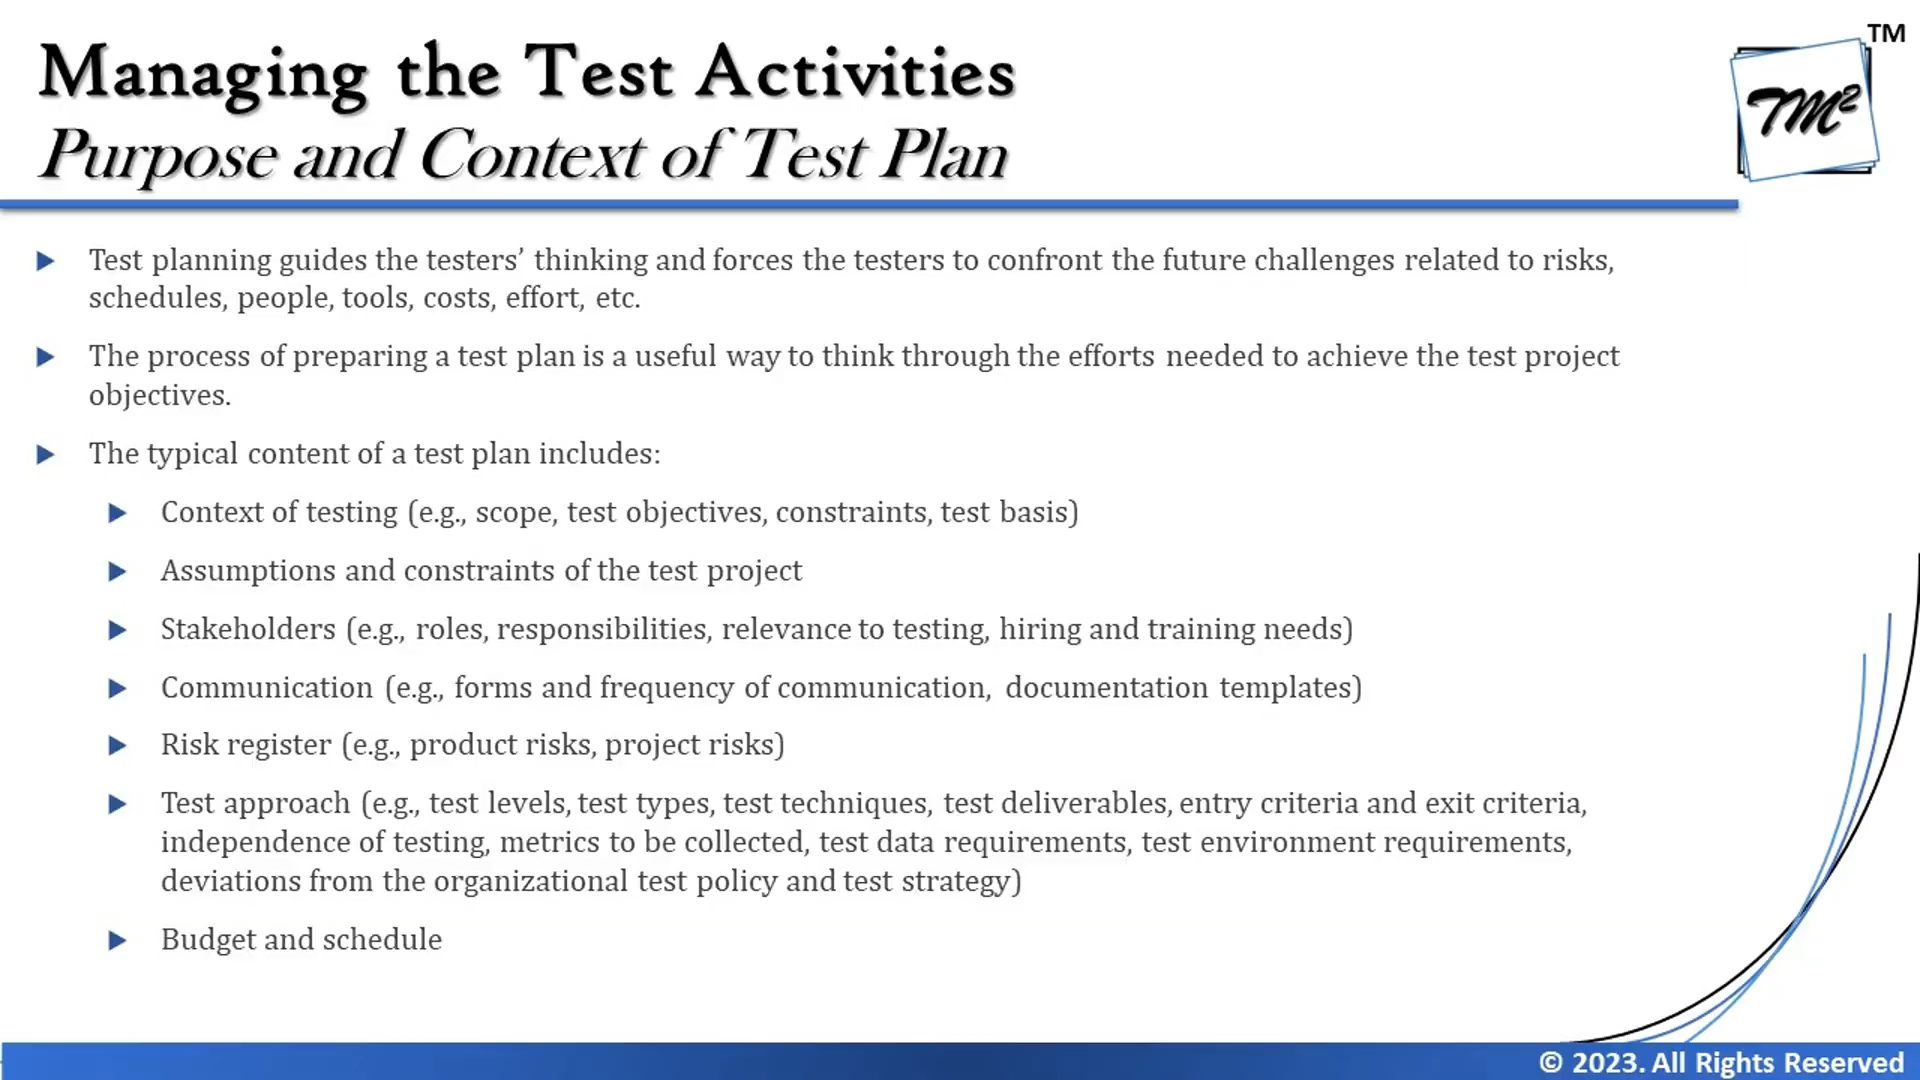 Managing the Test Activities
Purpose and Context of Test Plan
TM
TM²
Test planning guides the testers’ thinking and forces the testers to confront the future challenges related to risks,
schedules, people, tools, costs, effort, etc.
The process of preparing a test plan is a useful way to think through the efforts needed to achieve the test project
objectives.
The typical content of a test plan includes:
Context of testing (e.g., scope, test objectives, constraints, test basis)
Assumptions and constraints of the test project
Stakeholders (e.g., roles, responsibilities, relevance to testing, hiring and training needs)
Communication (e.g., forms and frequency of communication, documentation templates)
Risk register (e.g., product risks, project risks)
Test approach (e.g., test levels, test types, test techniques, test deliverables, entry criteria and exit criteria,
independence of testing, metrics to be collected, test data requirements, test environment requirements,
deviations from the organizational test policy and test strategy)
Budget and schedule
© 2023. All Rights Reserved